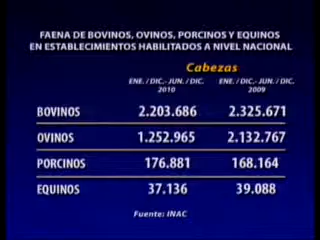 FAENA DE BOVINOS, OVINOS, PORCINOS Y EQUINOS
EN ESTABLECIMIENTOS HABILITADOS A NIVEL NACIONAL
Cabezas
ENE. / DIC.- JUN. / DIC. ENE. / DIC.- JUN. / DIC.
2010 2009
BOVINOS 2.203.686 2.325.671
OVINOS 1.252.965 2.132.767
PORCINOS 176.881 168.164
EQUINOS 37.136 39.088
Fuente: INAC